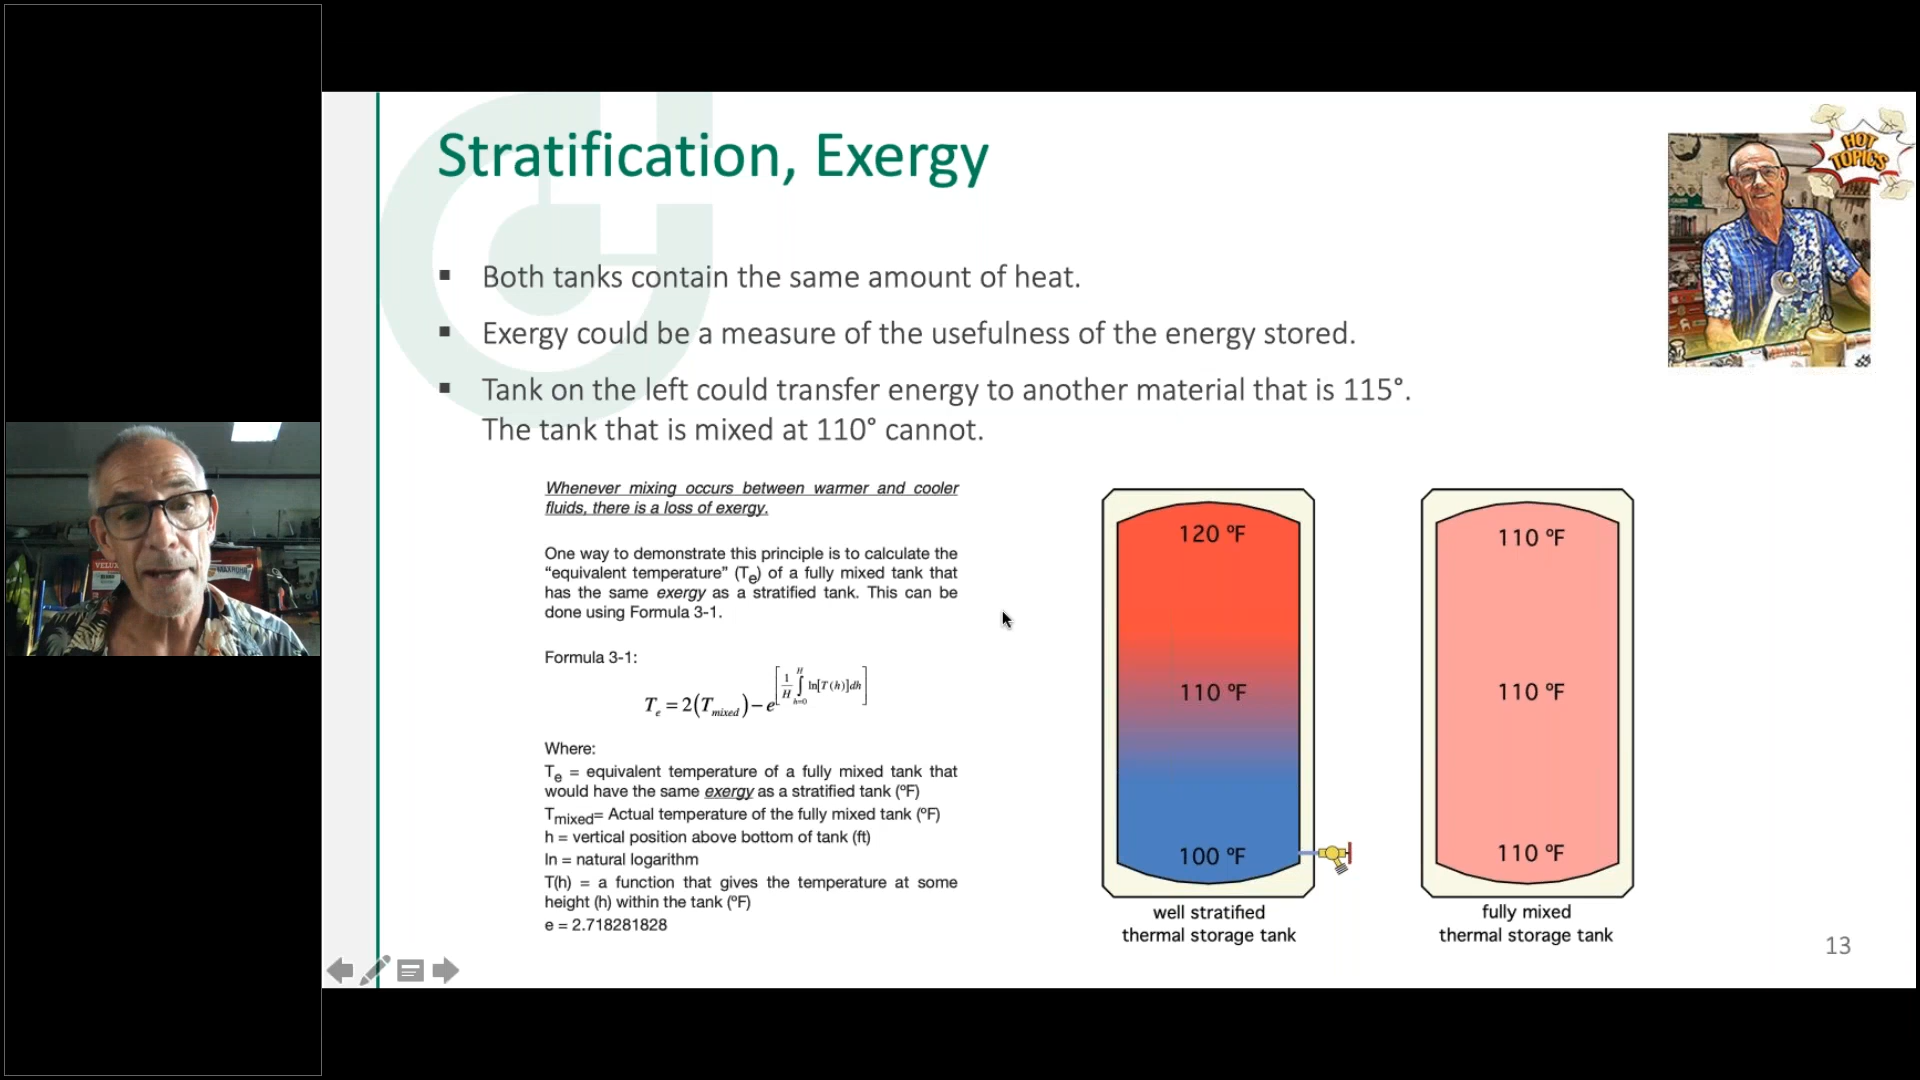 Stratification, Exergy
HOT
TOPICS
▪ Both tanks contain the same amount of heat.
▪ Exergy could be a measure of the usefulness of the energy stored.
▪ Tank on the left could transfer energy to another material that is 115°.
The tank that is mixed at 110° cannot.
Whenever mixing occurs between warmer and cooler
fluids, there is a loss of exergy.
One way to demonstrate this principle is to calculate the
“equivalent temperature” (Te) of a fully mixed tank that
has the same exergy as a stratified tank. This can be
done using Formula 3-1.
Formula 3-1:
Te = 2(Tmixed) − e^[1/H ∫_{h=0}^{H} ln[T(h)]dh]
Where:
Te = equivalent temperature of a fully mixed tank that
would have the same exergy as a stratified tank (ºF)
Tmixed= Actual temperature of the fully mixed tank (ºF)
h = vertical position above bottom of tank (ft)
ln = natural logarithm
T(h) = a function that gives the temperature at some
height (h) within the tank (ºF)
e = 2.718281828
120 ºF
110 ºF
100 ºF
well stratified
thermal storage tank
110 ºF
110 ºF
110 ºF
fully mixed
thermal storage tank
13
VELUX